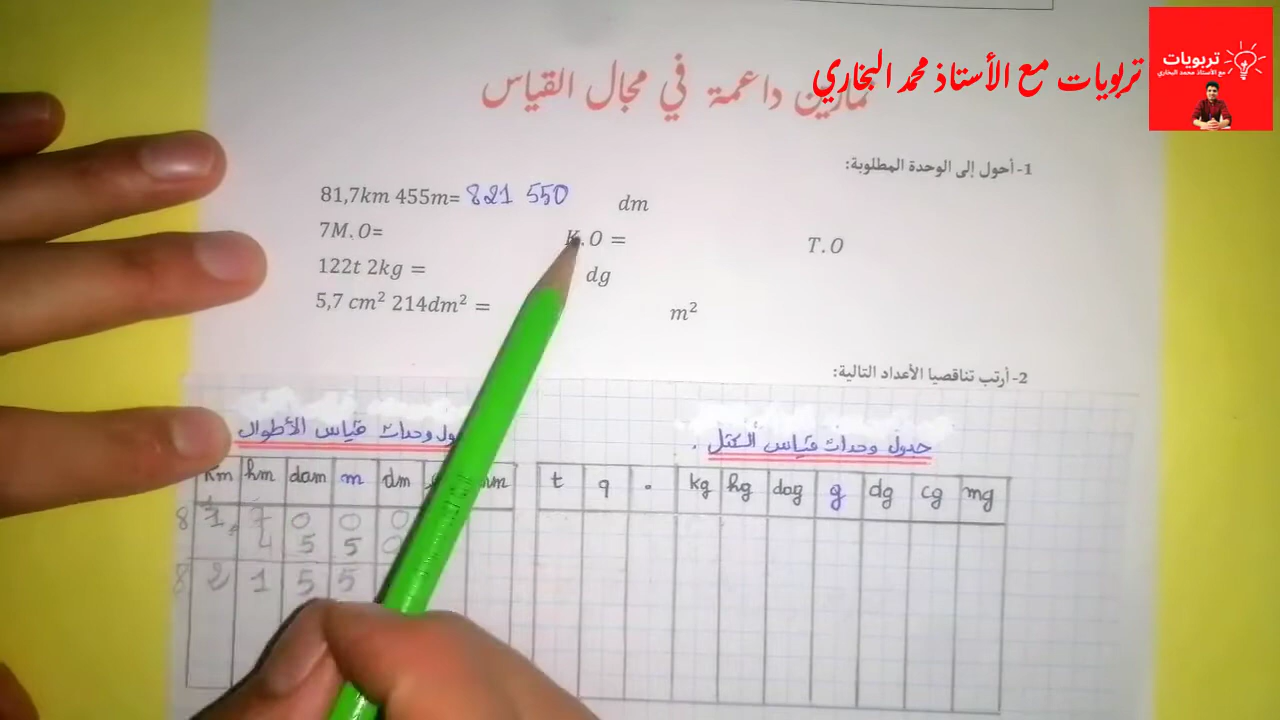 تربويات مع الأستاذ محمد البخاري
تربويات
مع الأستاذ محمد البخاري
تمارين داعمة في مجال القياس
1- أحول إلى الوحدة المطلوبة:
81,7km 455m= 821 550 dm
7M.O= K.O = T.O
122t 2kg = dg
5,7 cm² 214dm² = m²
2- أرتب تناقصيا الأعداد التالية:
وحدات قياس الأطوال
جدول وحدات قياس الكتل .
km hm dam m dm
8 1, 7 0 0 0
4 5 5 0
8 2 1 5 5
t q . kg hg dag g dg cg mg